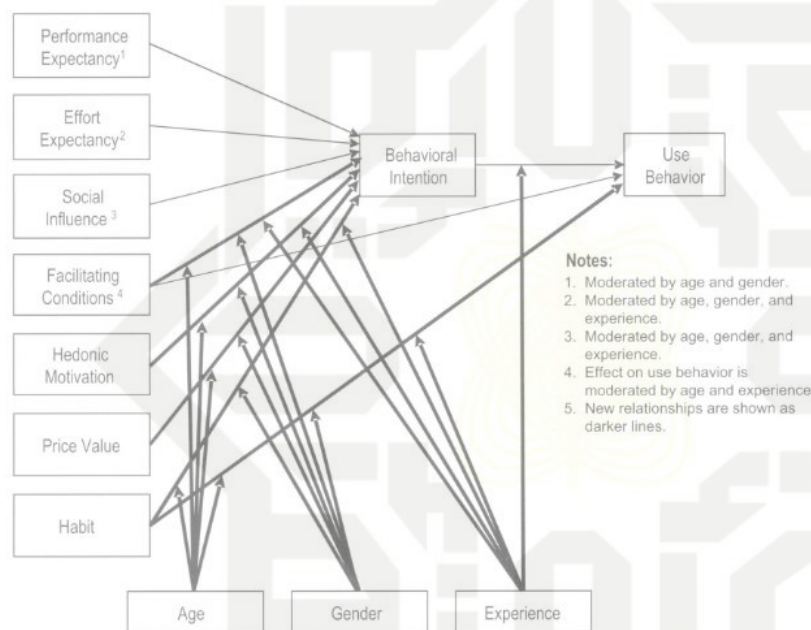 Performance
Expectancy1
Effort
Expectancy2
Social
Influence 3
Facilitating
Conditions 4
Hedonic
Motivation
Price Value
Habit
Behavioral
Intention
Use
Behavior
Notes:
1. Moderated by age and gender.
2. Moderated by age, gender, and
experience.
3. Moderated by age, gender, and
experience.
4. Effect on use behavior is
moderated by age and experience
5. New relationships are shown as
darker lines.
Age
Gender
Experience